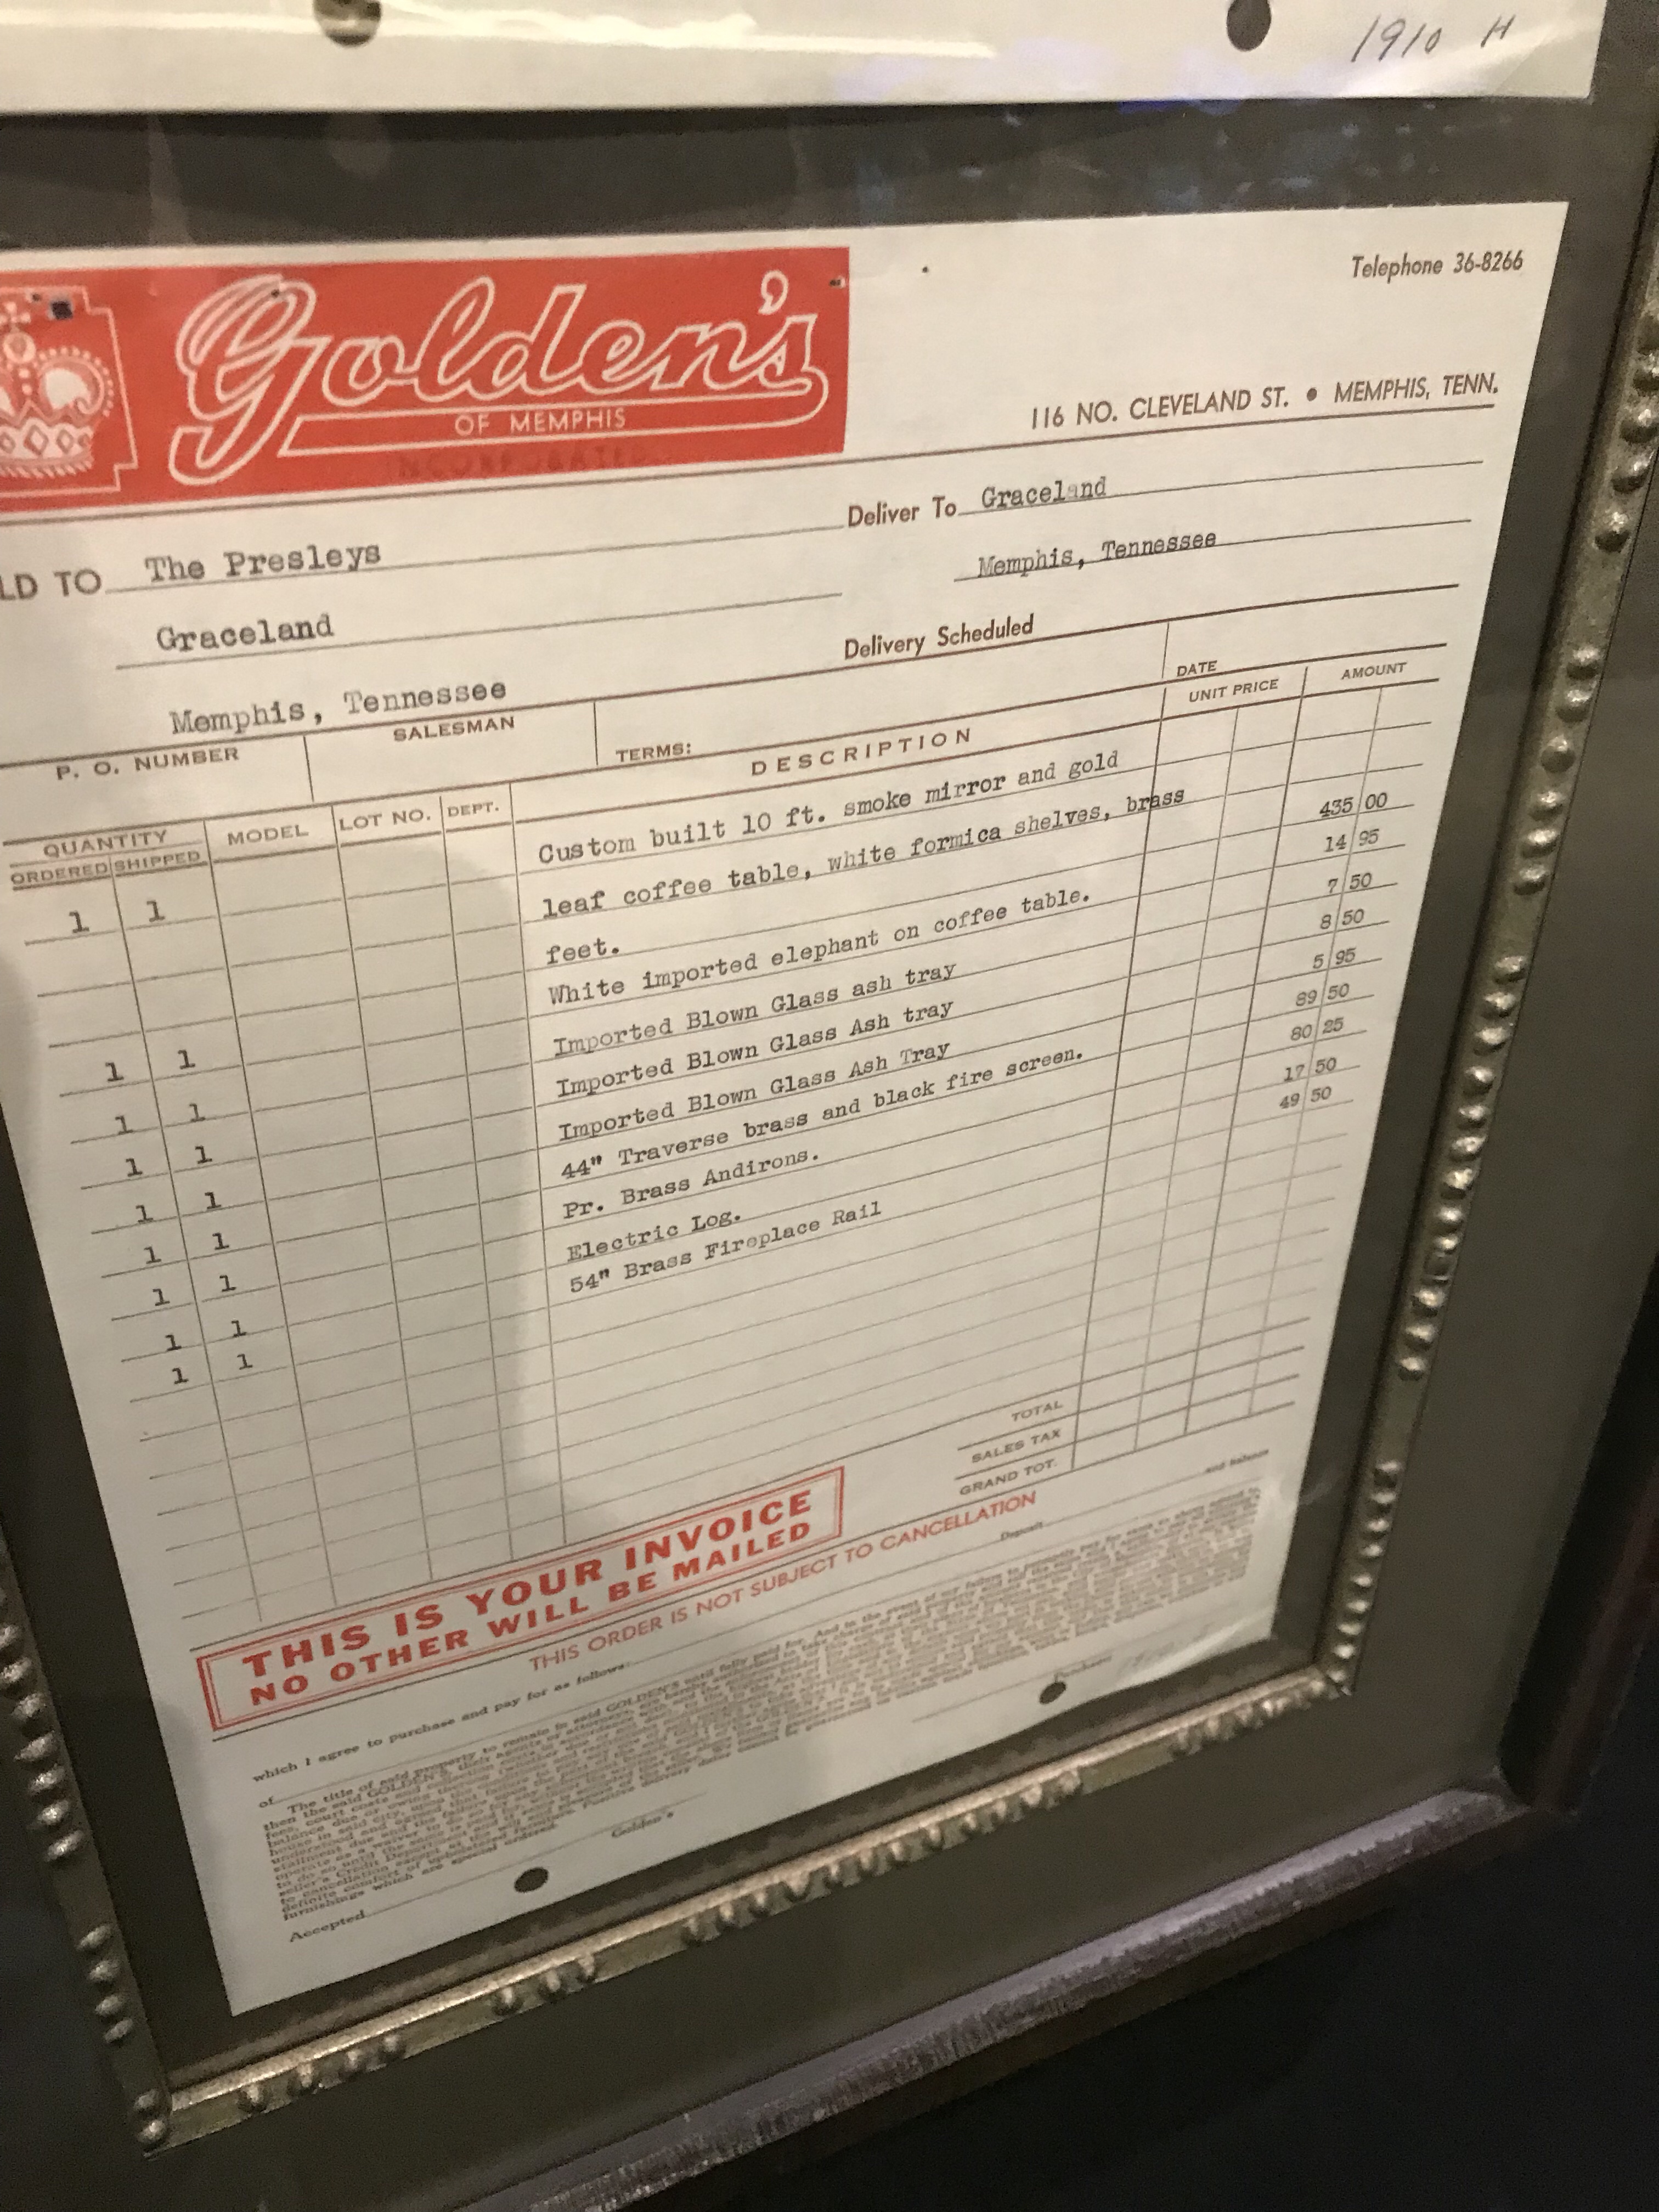 1910 H
Golden's
OF MEMPHIS
INCORPORATED
Telephone 36-8266
116 NO. CLEVELAND ST. • MEMPHIS, TENN.
LD TO The Presleys
Graceland
Memphis, Tennessee
Deliver To Graceland
Memphis, Tennessee
Delivery Scheduled
DATE
P. O. NUMBER SALESMAN TERMS:
QUANTITY MODEL LOT NO. DEPT. DESCRIPTION UNIT PRICE AMOUNT
ORDERED SHIPPED
1 1 Custom built 10 ft. smoke mirror and gold
leaf coffee table, white formica shelves, brass
feet. 435 00
1 1 White imported elephant on coffee table. 14 95
1 1 Imported Blown Glass ash tray 7 50
1 1 Imported Blown Glass Ash tray 8 50
1 1 Imported Blown Glass Ash Tray 5 95
1 1 44" Traverse brass and black fire screen. 89 50
1 1 Pr. Brass Andirons. 80 25
1 1 Electric Log. 17 50
1 1 54" Brass Fireplace Rail 49 50
TOTAL
SALES TAX
GRAND TOT.
THIS IS YOUR INVOICE
NO OTHER WILL BE MAILED
THIS ORDER IS NOT SUBJECT TO CANCELLATION
which I agree to purchase and pay for as follows: Deposit and balance
of
Golden's
Purchaser
Accepted